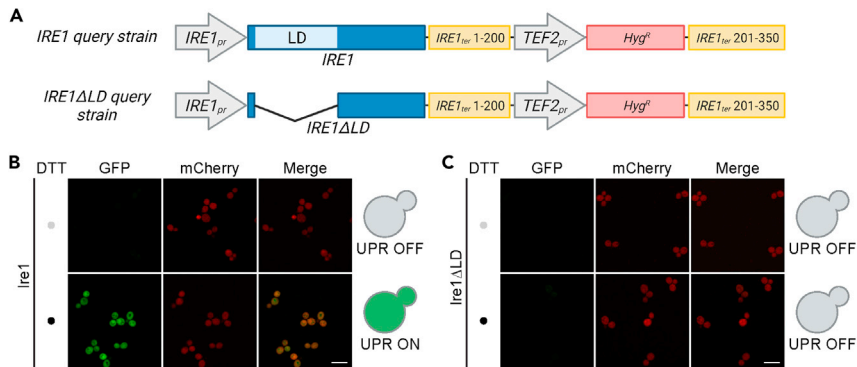 A
IRE1 query strain
IRE1pr
LD
IRE1
IRE1ter 1-200
TEF2pr
HygR
IRE1ter 201-350
IRE1ΔLD query
strain
IRE1pr
IRE1ΔLD
IRE1ter 1-200
TEF2pr
HygR
IRE1ter 201-350
B
DTT GFP mCherry Merge
Ire1
UPR OFF
UPR ON
C
DTT GFP mCherry Merge
Ire1ΔLD
UPR OFF
UPR OFF